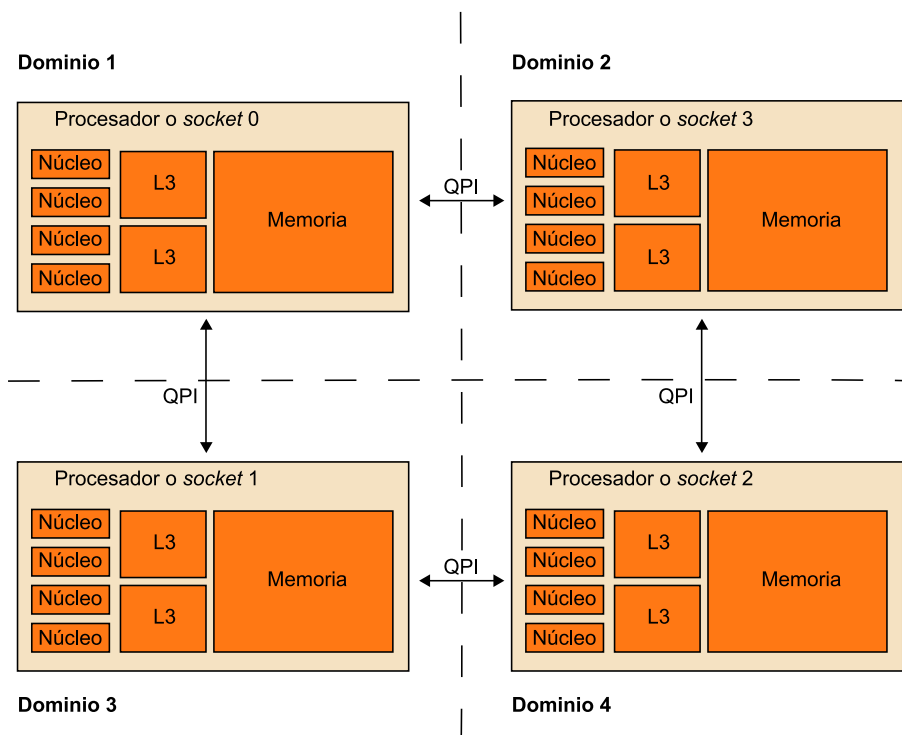 Dominio 1
Procesador o socket 0
Núcleo
Núcleo
Núcleo
Núcleo
L3
L3
Memoria
QPI
Dominio 2
Procesador o socket 3
Núcleo
Núcleo
Núcleo
Núcleo
L3
L3
Memoria
QPI
QPI
Procesador o socket 1
Núcleo
Núcleo
Núcleo
Núcleo
L3
L3
Memoria
Dominio 3
QPI
Procesador o socket 2
Núcleo
Núcleo
Núcleo
Núcleo
L3
L3
Memoria
Dominio 4